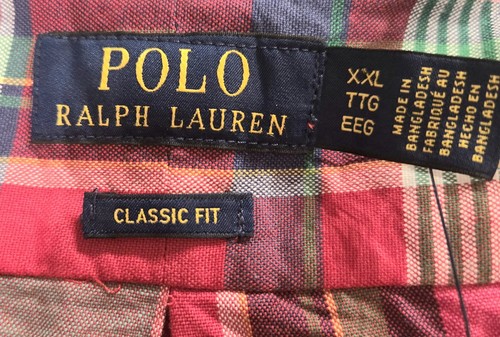 POLO
RALPH LAUREN
XXL
TTG
EEG
MADE IN
BANGLADESH
FABRIQUÉ AU
BANGLADESH
HECHO EN
BANGLADESH
CLASSIC FIT